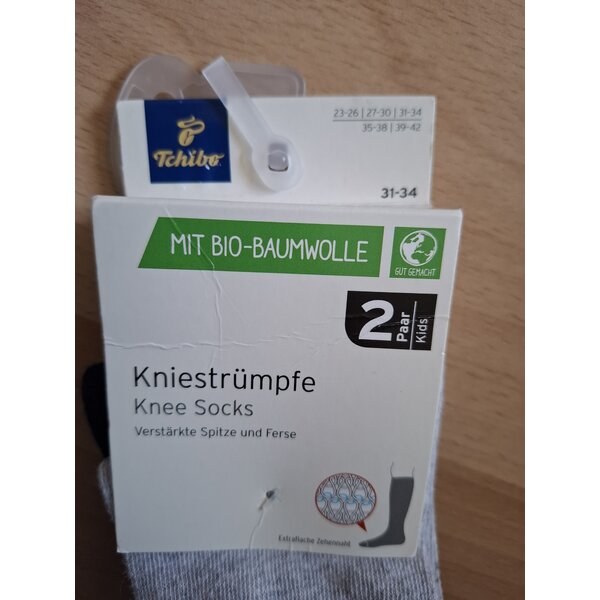 23-26 | 27-30 | 31-34
35-38 | 39-42
Tchibo
31-34
MIT BIO-BAUMWOLLE
GUT GEMACHT
2 Paar
Kids
Kniestrümpfe
Knee Socks
Verstärkte Spitze und Ferse
Extraflache Zehennaht